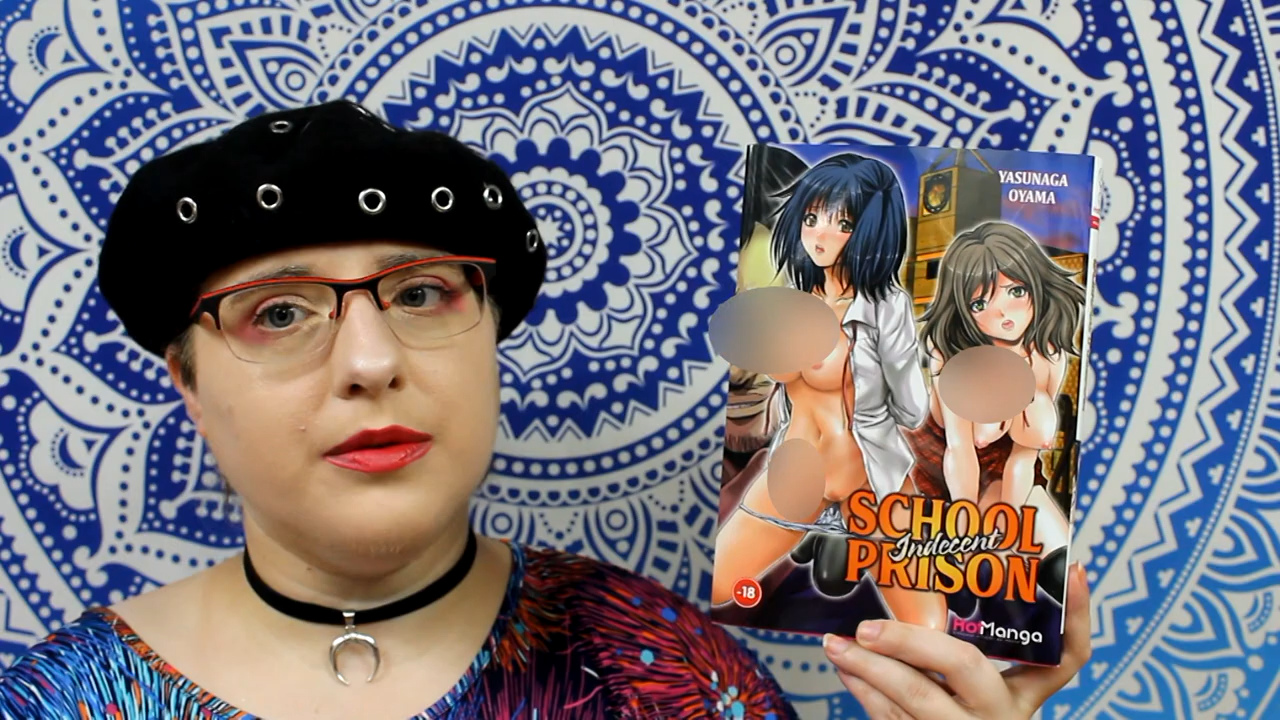 YASUNAGA
OYAMA
SCHOOL
Indecent
PRISON
-18
HotManga